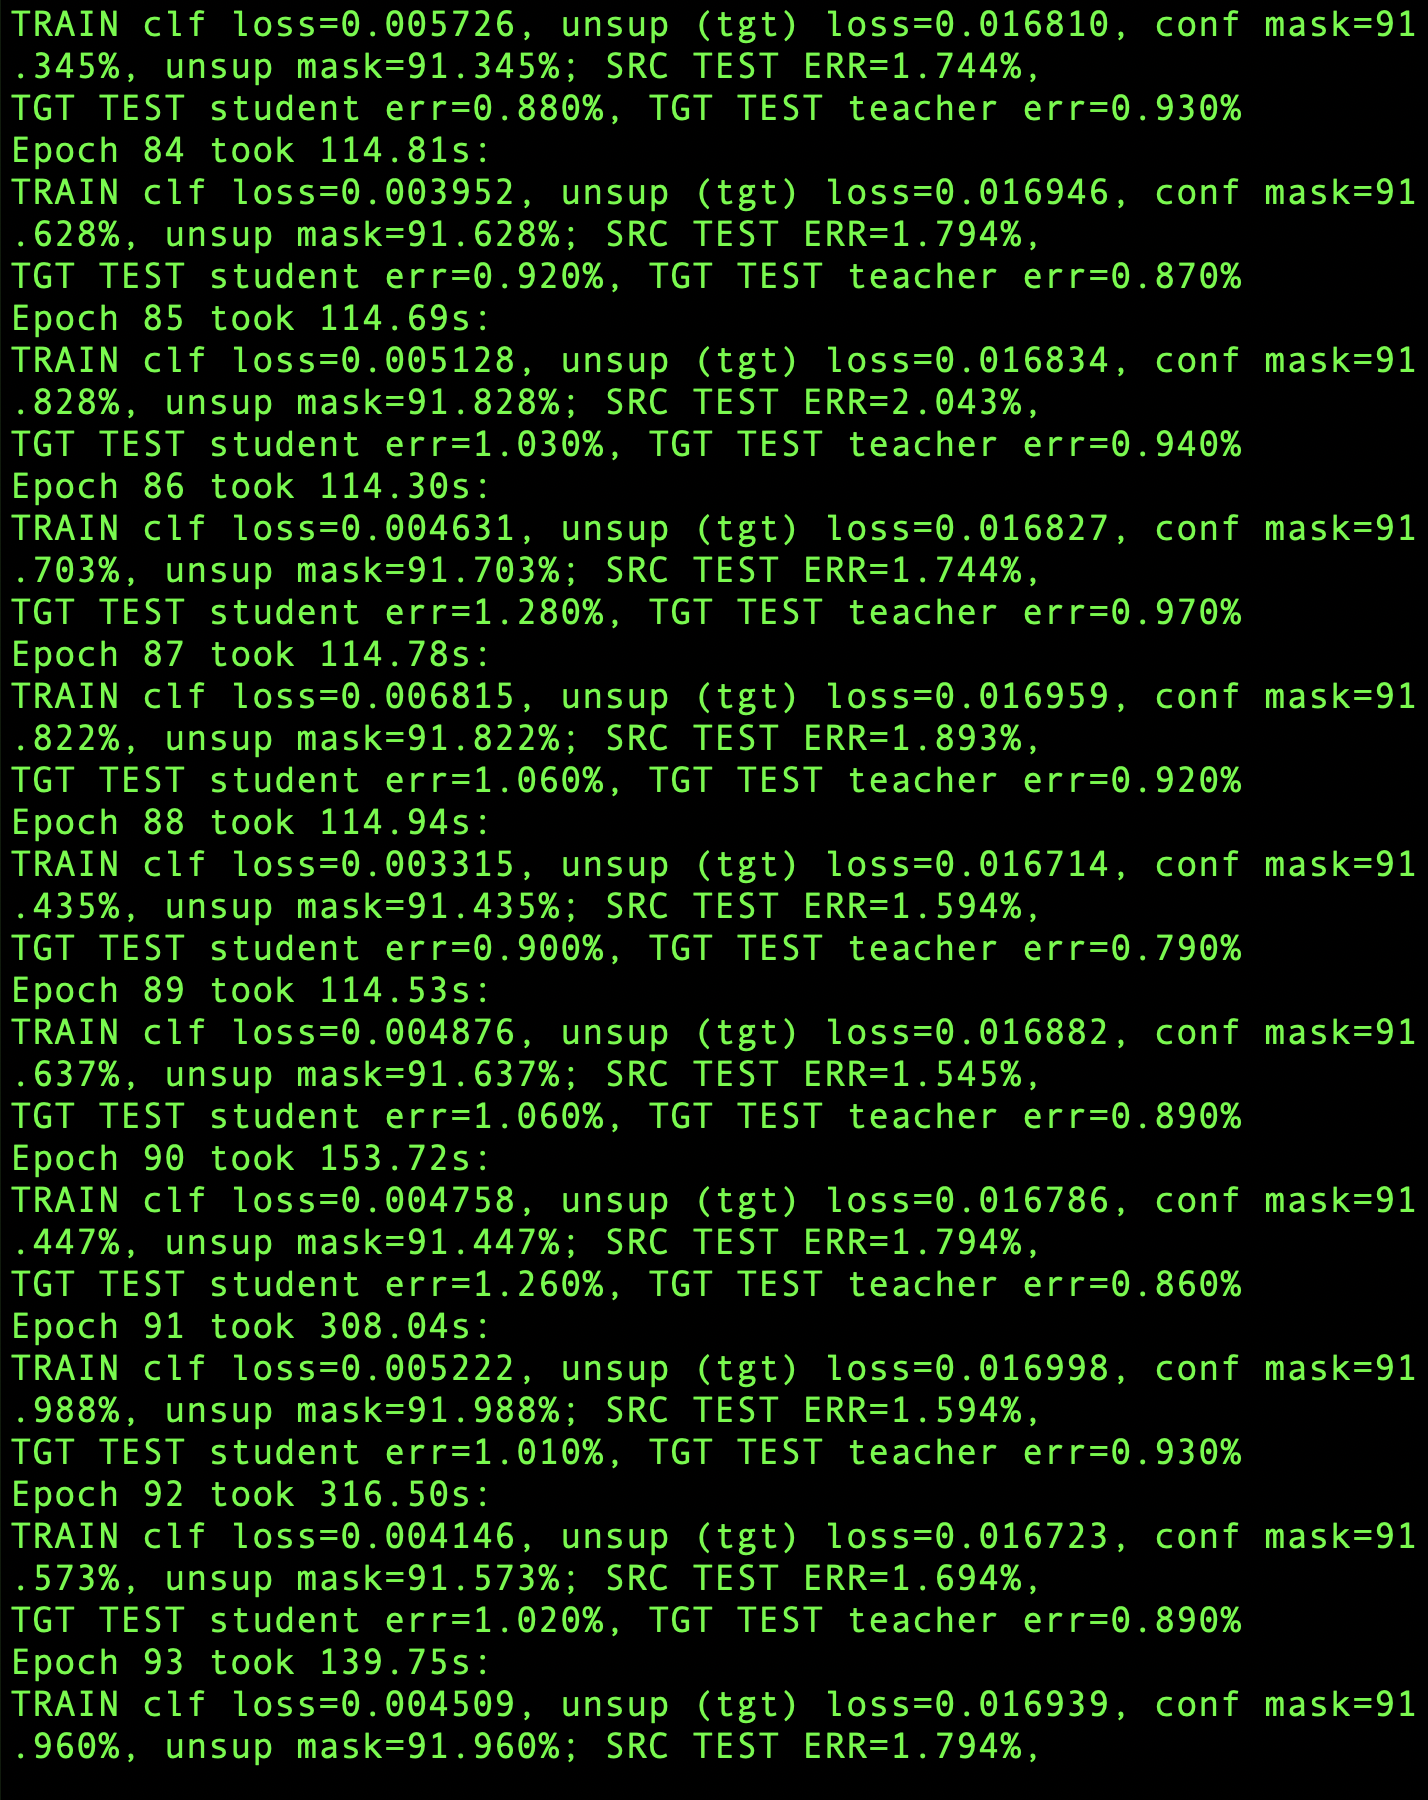 TRAIN clf loss=0.005726, unsup (tgt) loss=0.016810, conf mask=91
.345%, unsup mask=91.345%; SRC TEST ERR=1.744%,
TGT TEST student err=0.880%, TGT TEST teacher err=0.930%
Epoch 84 took 114.81s:
TRAIN clf loss=0.003952, unsup (tgt) loss=0.016946, conf mask=91
.628%, unsup mask=91.628%; SRC TEST ERR=1.794%,
TGT TEST student err=0.920%, TGT TEST teacher err=0.870%
Epoch 85 took 114.69s:
TRAIN clf loss=0.005128, unsup (tgt) loss=0.016834, conf mask=91
.828%, unsup mask=91.828%; SRC TEST ERR=2.043%,
TGT TEST student err=1.030%, TGT TEST teacher err=0.940%
Epoch 86 took 114.30s:
TRAIN clf loss=0.004631, unsup (tgt) loss=0.016827, conf mask=91
.703%, unsup mask=91.703%; SRC TEST ERR=1.744%,
TGT TEST student err=1.280%, TGT TEST teacher err=0.970%
Epoch 87 took 114.78s:
TRAIN clf loss=0.006815, unsup (tgt) loss=0.016959, conf mask=91
.822%, unsup mask=91.822%; SRC TEST ERR=1.893%,
TGT TEST student err=1.060%, TGT TEST teacher err=0.920%
Epoch 88 took 114.94s:
TRAIN clf loss=0.003315, unsup (tgt) loss=0.016714, conf mask=91
.435%, unsup mask=91.435%; SRC TEST ERR=1.594%,
TGT TEST student err=0.900%, TGT TEST teacher err=0.790%
Epoch 89 took 114.53s:
TRAIN clf loss=0.004876, unsup (tgt) loss=0.016882, conf mask=91
.637%, unsup mask=91.637%; SRC TEST ERR=1.545%,
TGT TEST student err=1.060%, TGT TEST teacher err=0.890%
Epoch 90 took 153.72s:
TRAIN clf loss=0.004758, unsup (tgt) loss=0.016786, conf mask=91
.447%, unsup mask=91.447%; SRC TEST ERR=1.794%,
TGT TEST student err=1.260%, TGT TEST teacher err=0.860%
Epoch 91 took 308.04s:
TRAIN clf loss=0.005222, unsup (tgt) loss=0.016998, conf mask=91
.988%, unsup mask=91.988%; SRC TEST ERR=1.594%,
TGT TEST student err=1.010%, TGT TEST teacher err=0.930%
Epoch 92 took 316.50s:
TRAIN clf loss=0.004146, unsup (tgt) loss=0.016723, conf mask=91
.573%, unsup mask=91.573%; SRC TEST ERR=1.694%,
TGT TEST student err=1.020%, TGT TEST teacher err=0.890%
Epoch 93 took 139.75s:
TRAIN clf loss=0.004509, unsup (tgt) loss=0.016939, conf mask=91
.960%, unsup mask=91.960%; SRC TEST ERR=1.794%,